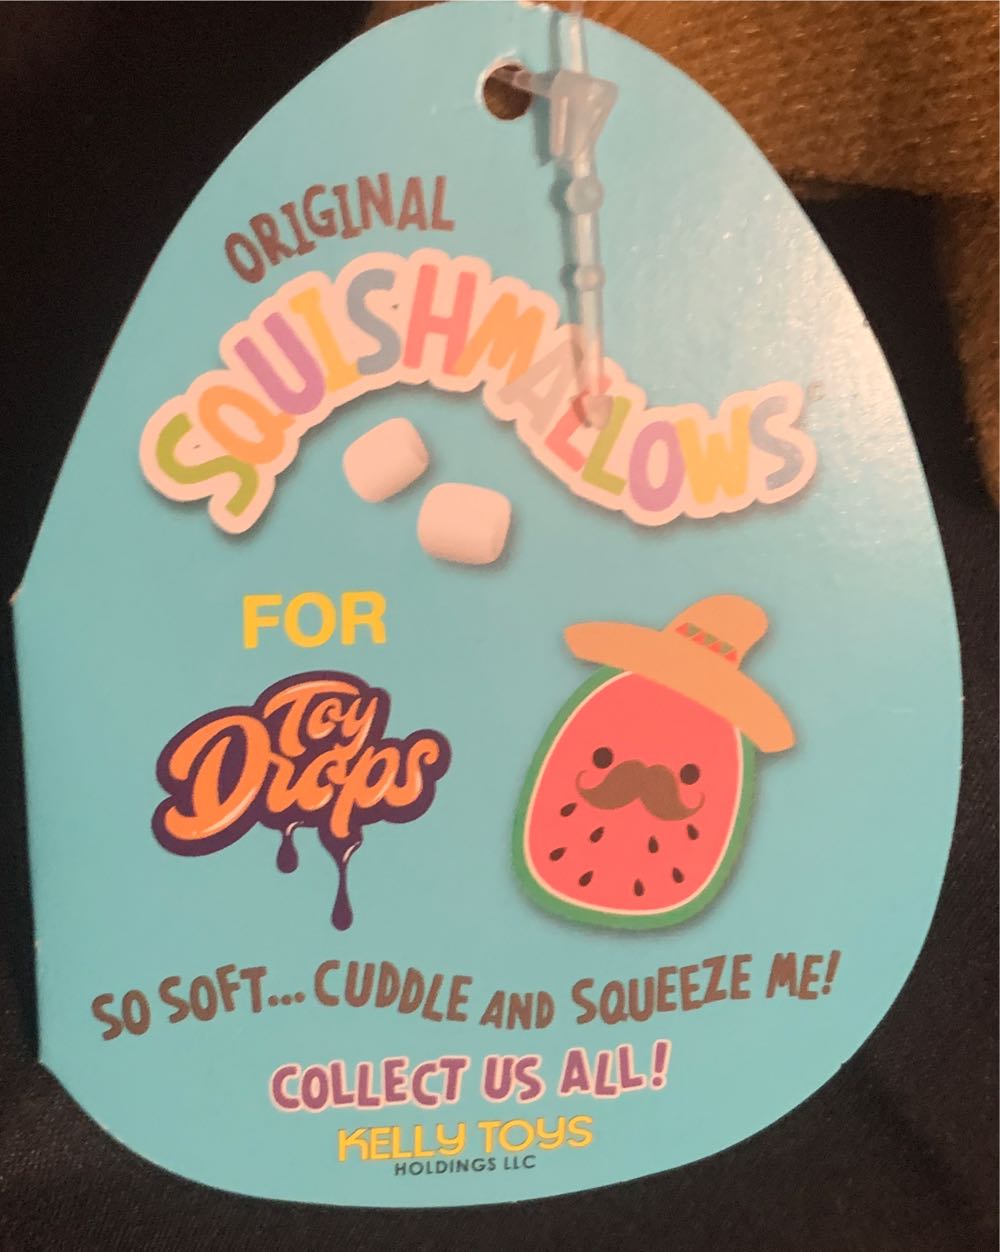 ORIGINAL
SQUISHMALLOWS
FOR
Toy
Drops
SO SOFT... CUDDLE AND SQUEEZE ME!
COLLECT US ALL!
KELLY TOYS
HOLDINGS LLC